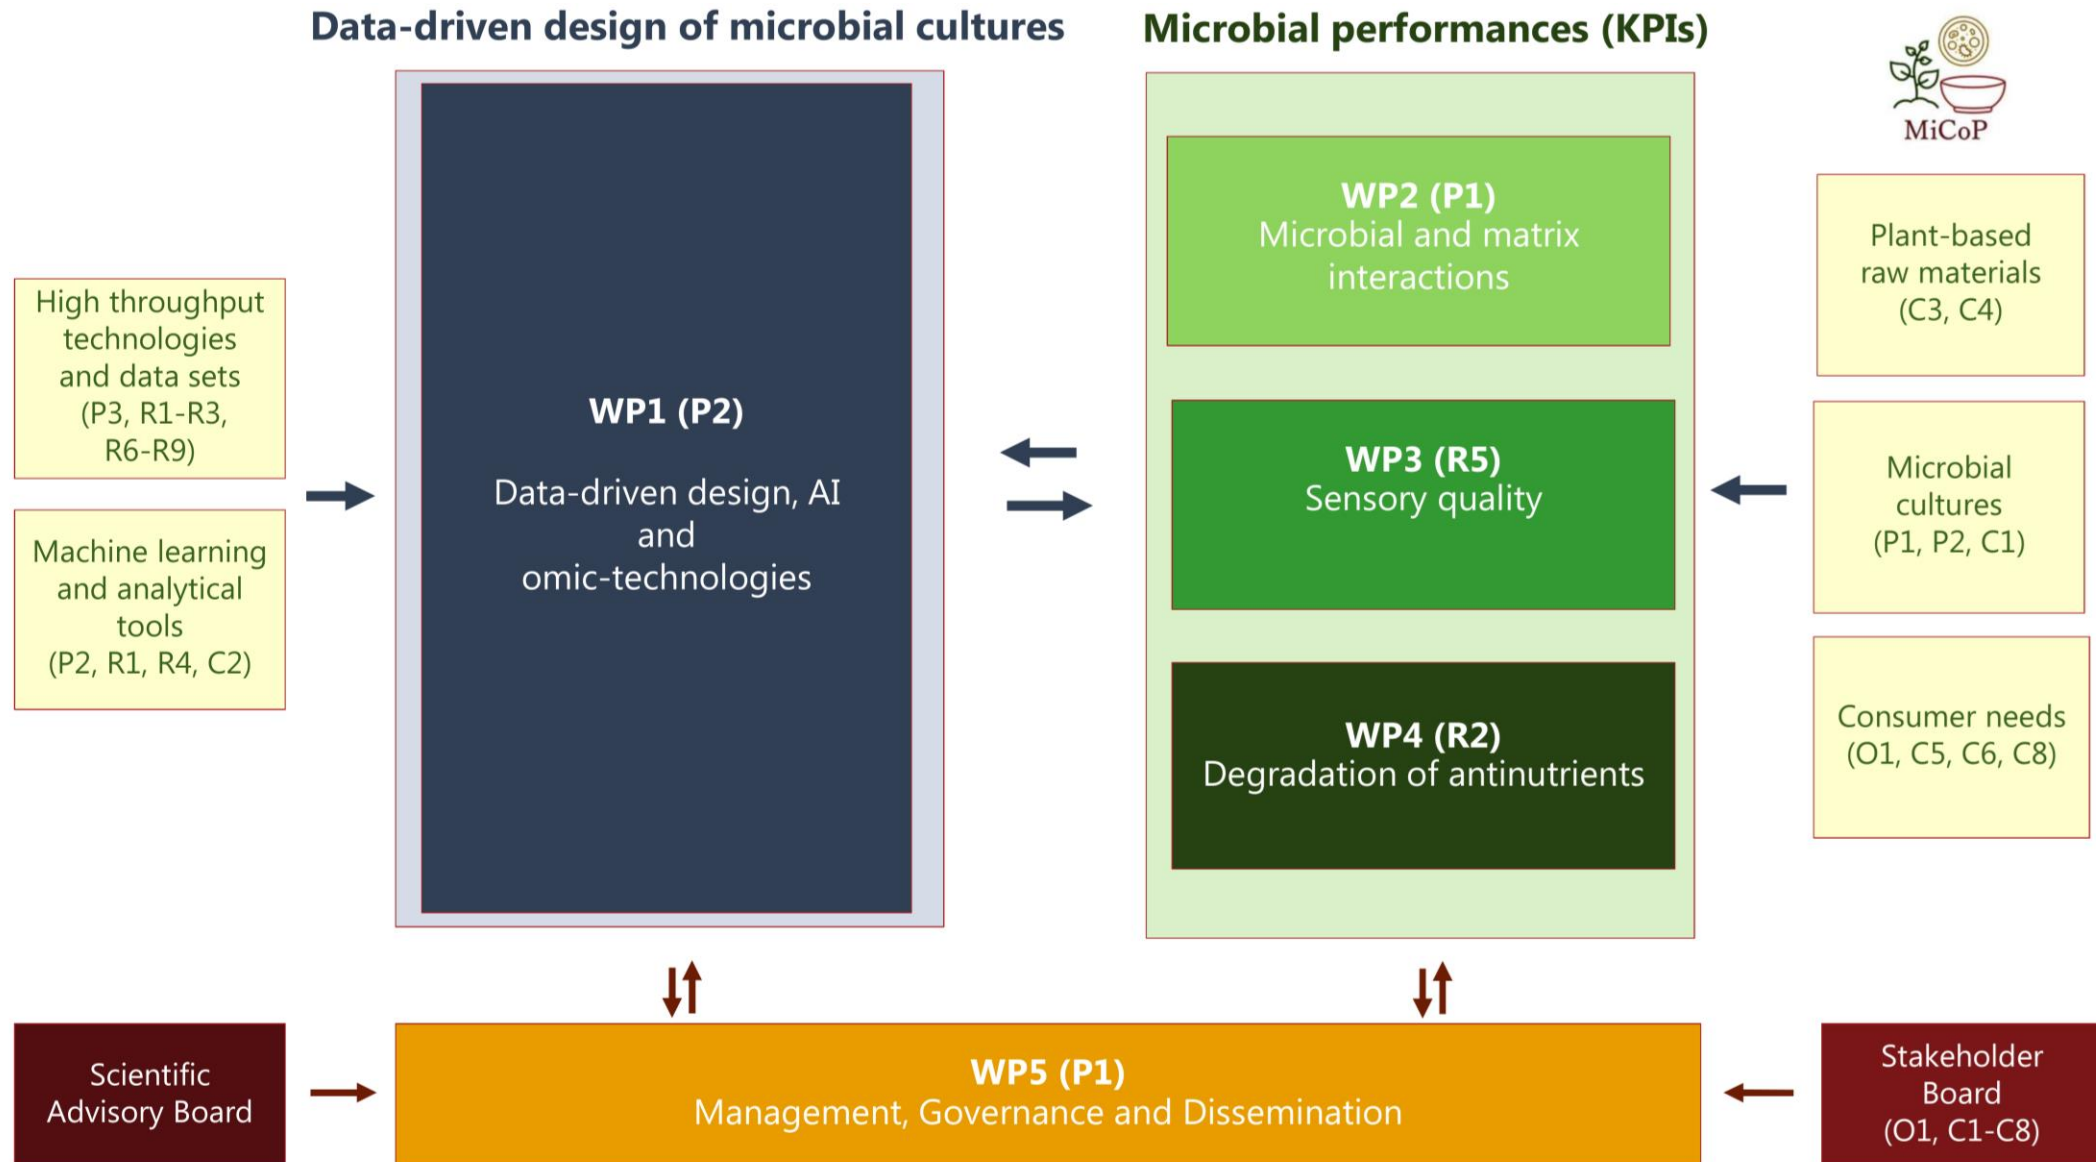 Data-driven design of microbial cultures
Microbial performances (KPIs)
MiCoP
High throughput
technologies
and data sets
(P3, R1-R3,
R6-R9)
Machine learning
and analytical
tools
(P2, R1, R4, C2)
WP1 (P2)
Data-driven design, AI
and
omic-technologies
WP2 (P1)
Microbial and matrix
interactions
WP3 (R5)
Sensory quality
WP4 (R2)
Degradation of antinutrients
Plant-based
raw materials
(C3, C4)
Microbial
cultures
(P1, P2, C1)
Consumer needs
(O1, C5, C6, C8)
Scientific
Advisory Board
WP5 (P1)
Management, Governance and Dissemination
Stakeholder
Board
(O1, C1-C8)